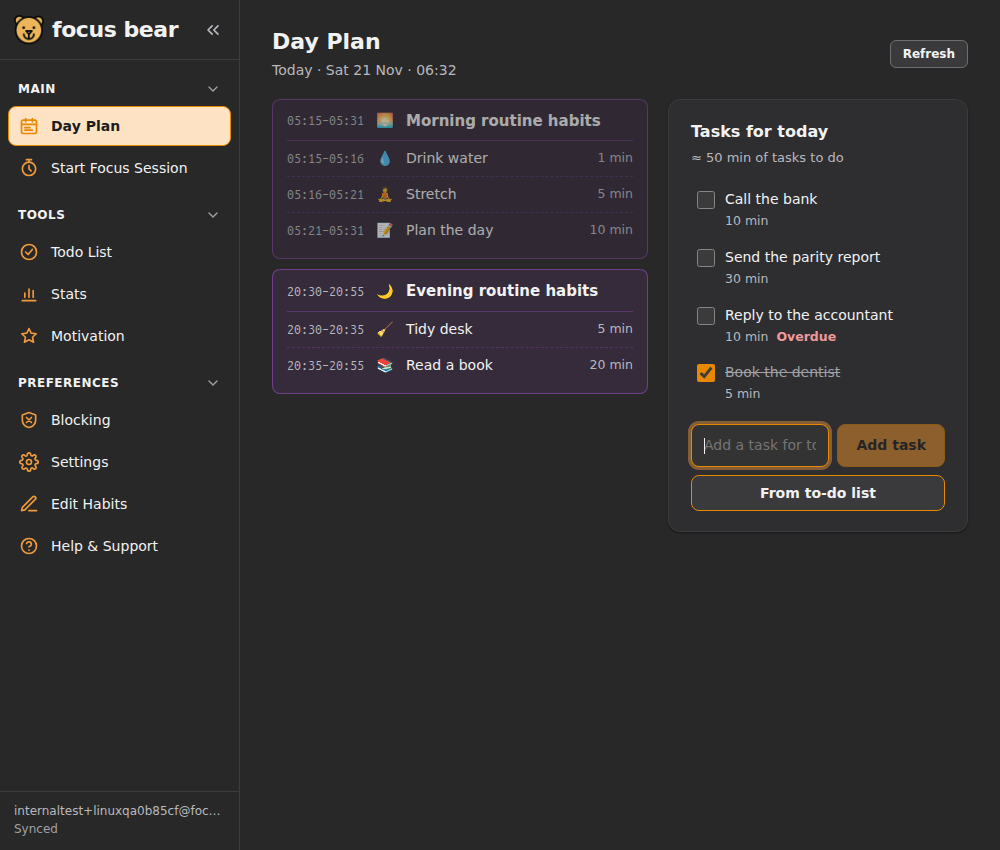 focus bear
MAIN
Day Plan
Start Focus Session
TOOLS
Todo List
Stats
Motivation
PREFERENCES
Blocking
Settings
Edit Habits
Help & Support
internaltest+linuxqa0b85cf@foc...
Synced
Day Plan
Today · Sat 21 Nov · 06:32
Refresh
05:15–05:31 Morning routine habits
05:15–05:16 Drink water 1 min
05:16–05:21 Stretch 5 min
05:21–05:31 Plan the day 10 min
20:30–20:55 Evening routine habits
20:30–20:35 Tidy desk 5 min
20:35–20:55 Read a book 20 min
Tasks for today
≈ 50 min of tasks to do
Call the bank
10 min
Send the parity report
30 min
Reply to the accountant
10 min Overdue
Book the dentist
5 min
Add a task for to
Add task
From to-do list